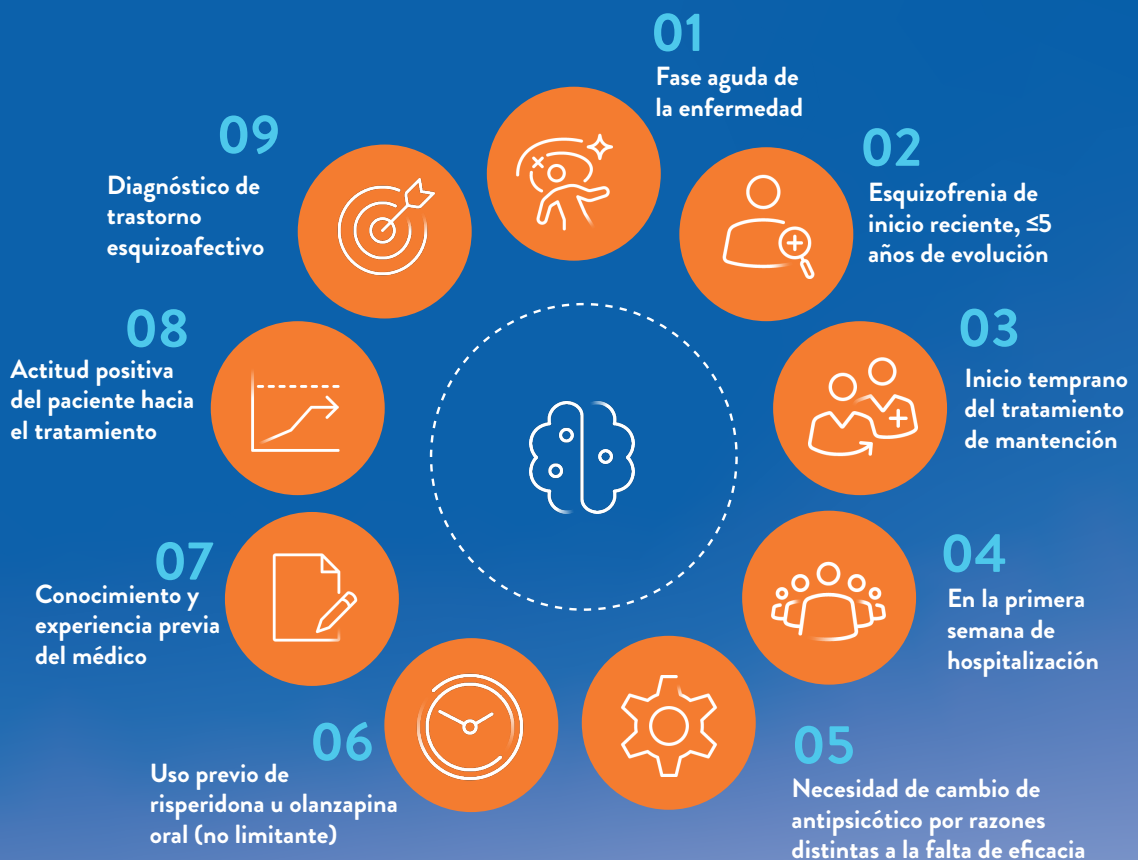 01
Fase aguda de
la enfermedad
02
Esquizofrenia de
inicio reciente, ≤5
años de evolución
03
Inicio temprano
del tratamiento
de mantención
04
En la primera
semana de
hospitalización
05
Necesidad de cambio de
antipsicótico por razones
distintas a la falta de eficacia
06
Uso previo de
risperidona u olanzapina
oral (no limitante)
07
Conocimiento y
experiencia previa
del médico
08
Actitud positiva
del paciente hacia
el tratamiento
09
Diagnóstico de
trastorno
esquizoafectivo